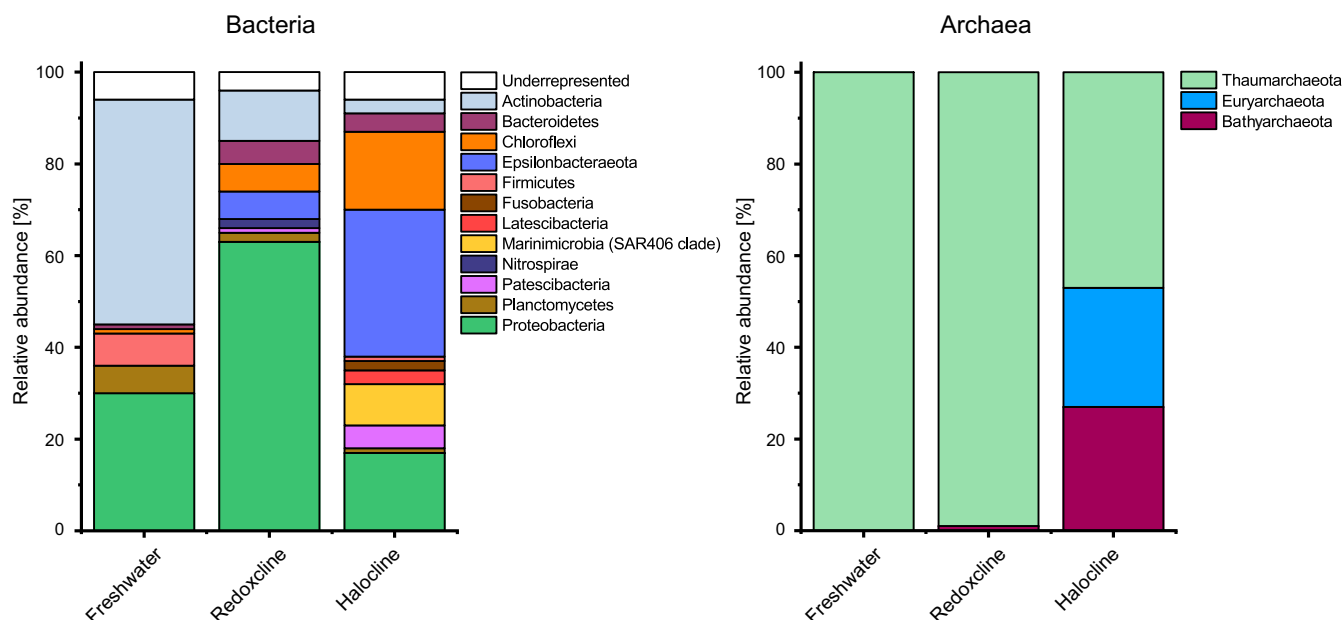 Bacteria
Relative abundance [%]
100
80
60
40
20
0
Freshwater
Redoxcline
Halocline
Underrepresented
Actinobacteria
Bacteroidetes
Chloroflexi
Epsilonbacteraeota
Firmicutes
Fusobacteria
Latescibacteria
Marinimicrobia (SAR406 clade)
Nitrospirae
Patescibacteria
Planctomycetes
Proteobacteria
Archaea
Relative abundance [%]
100
80
60
40
20
0
Freshwater
Redoxcline
Halocline
Thaumarchaeota
Euryarchaeota
Bathyarchaeota